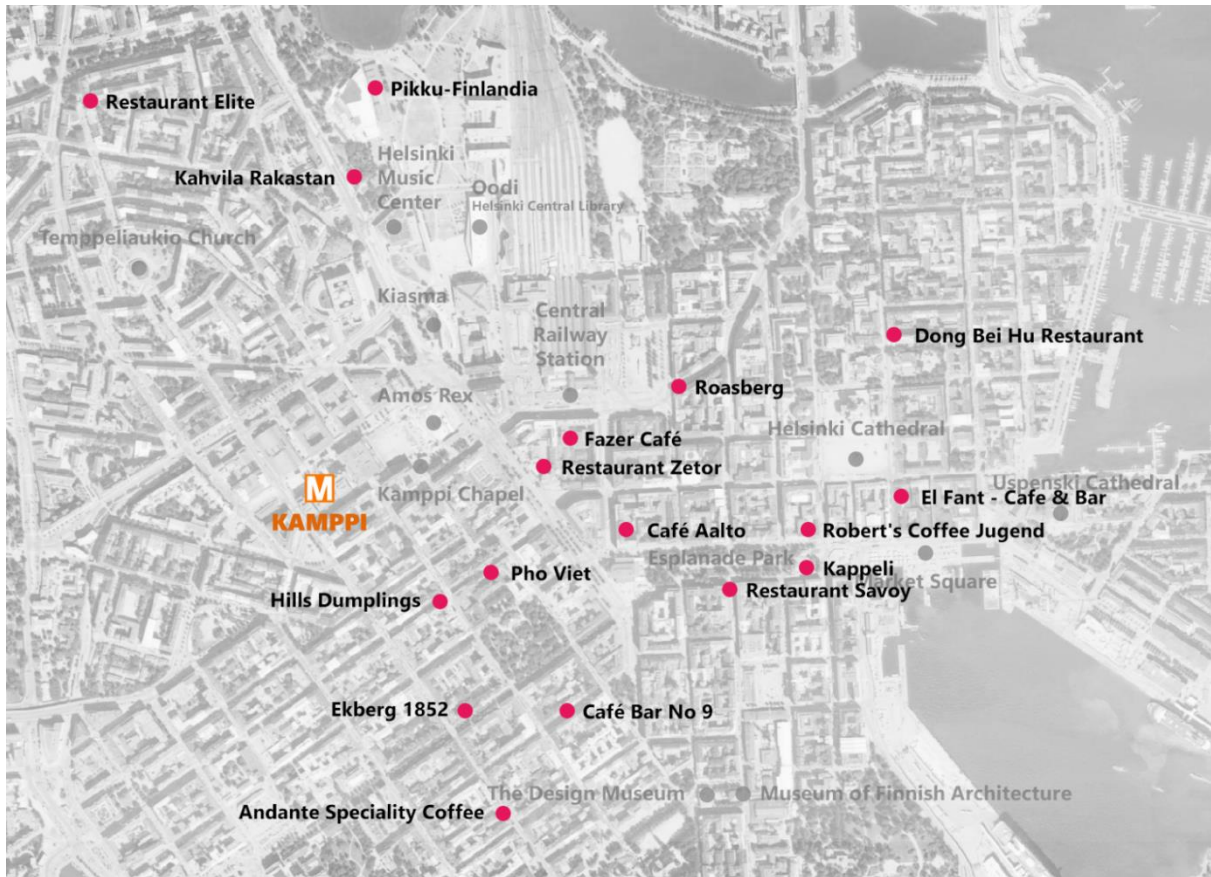 Pikku-Finlandia
Restaurant Elite
Helsinki
Music
Center
Kahvila Rakastan
Oodi
Helsinki Central Library
Temppeliaukio Church
Kiasma
Central
Railway
Station
Dong Bei Hu Restaurant
Roasberg
Amos Rex
Helsinki Cathedral
Fazer Café
Restaurant Zetor
M
KAMPPI
Kamppi Chapel
Uspenski Cathedral
El Fant - Cafe & Bar
Café Aalto
Robert's Coffee Jugend
Esplanade Park
Kappeli
Market Square
Pho Viet
Restaurant Savoy
Hills Dumplings
Ekberg 1852
Café Bar No 9
The Design Museum
Museum of Finnish Architecture
Andante Speciality Coffee